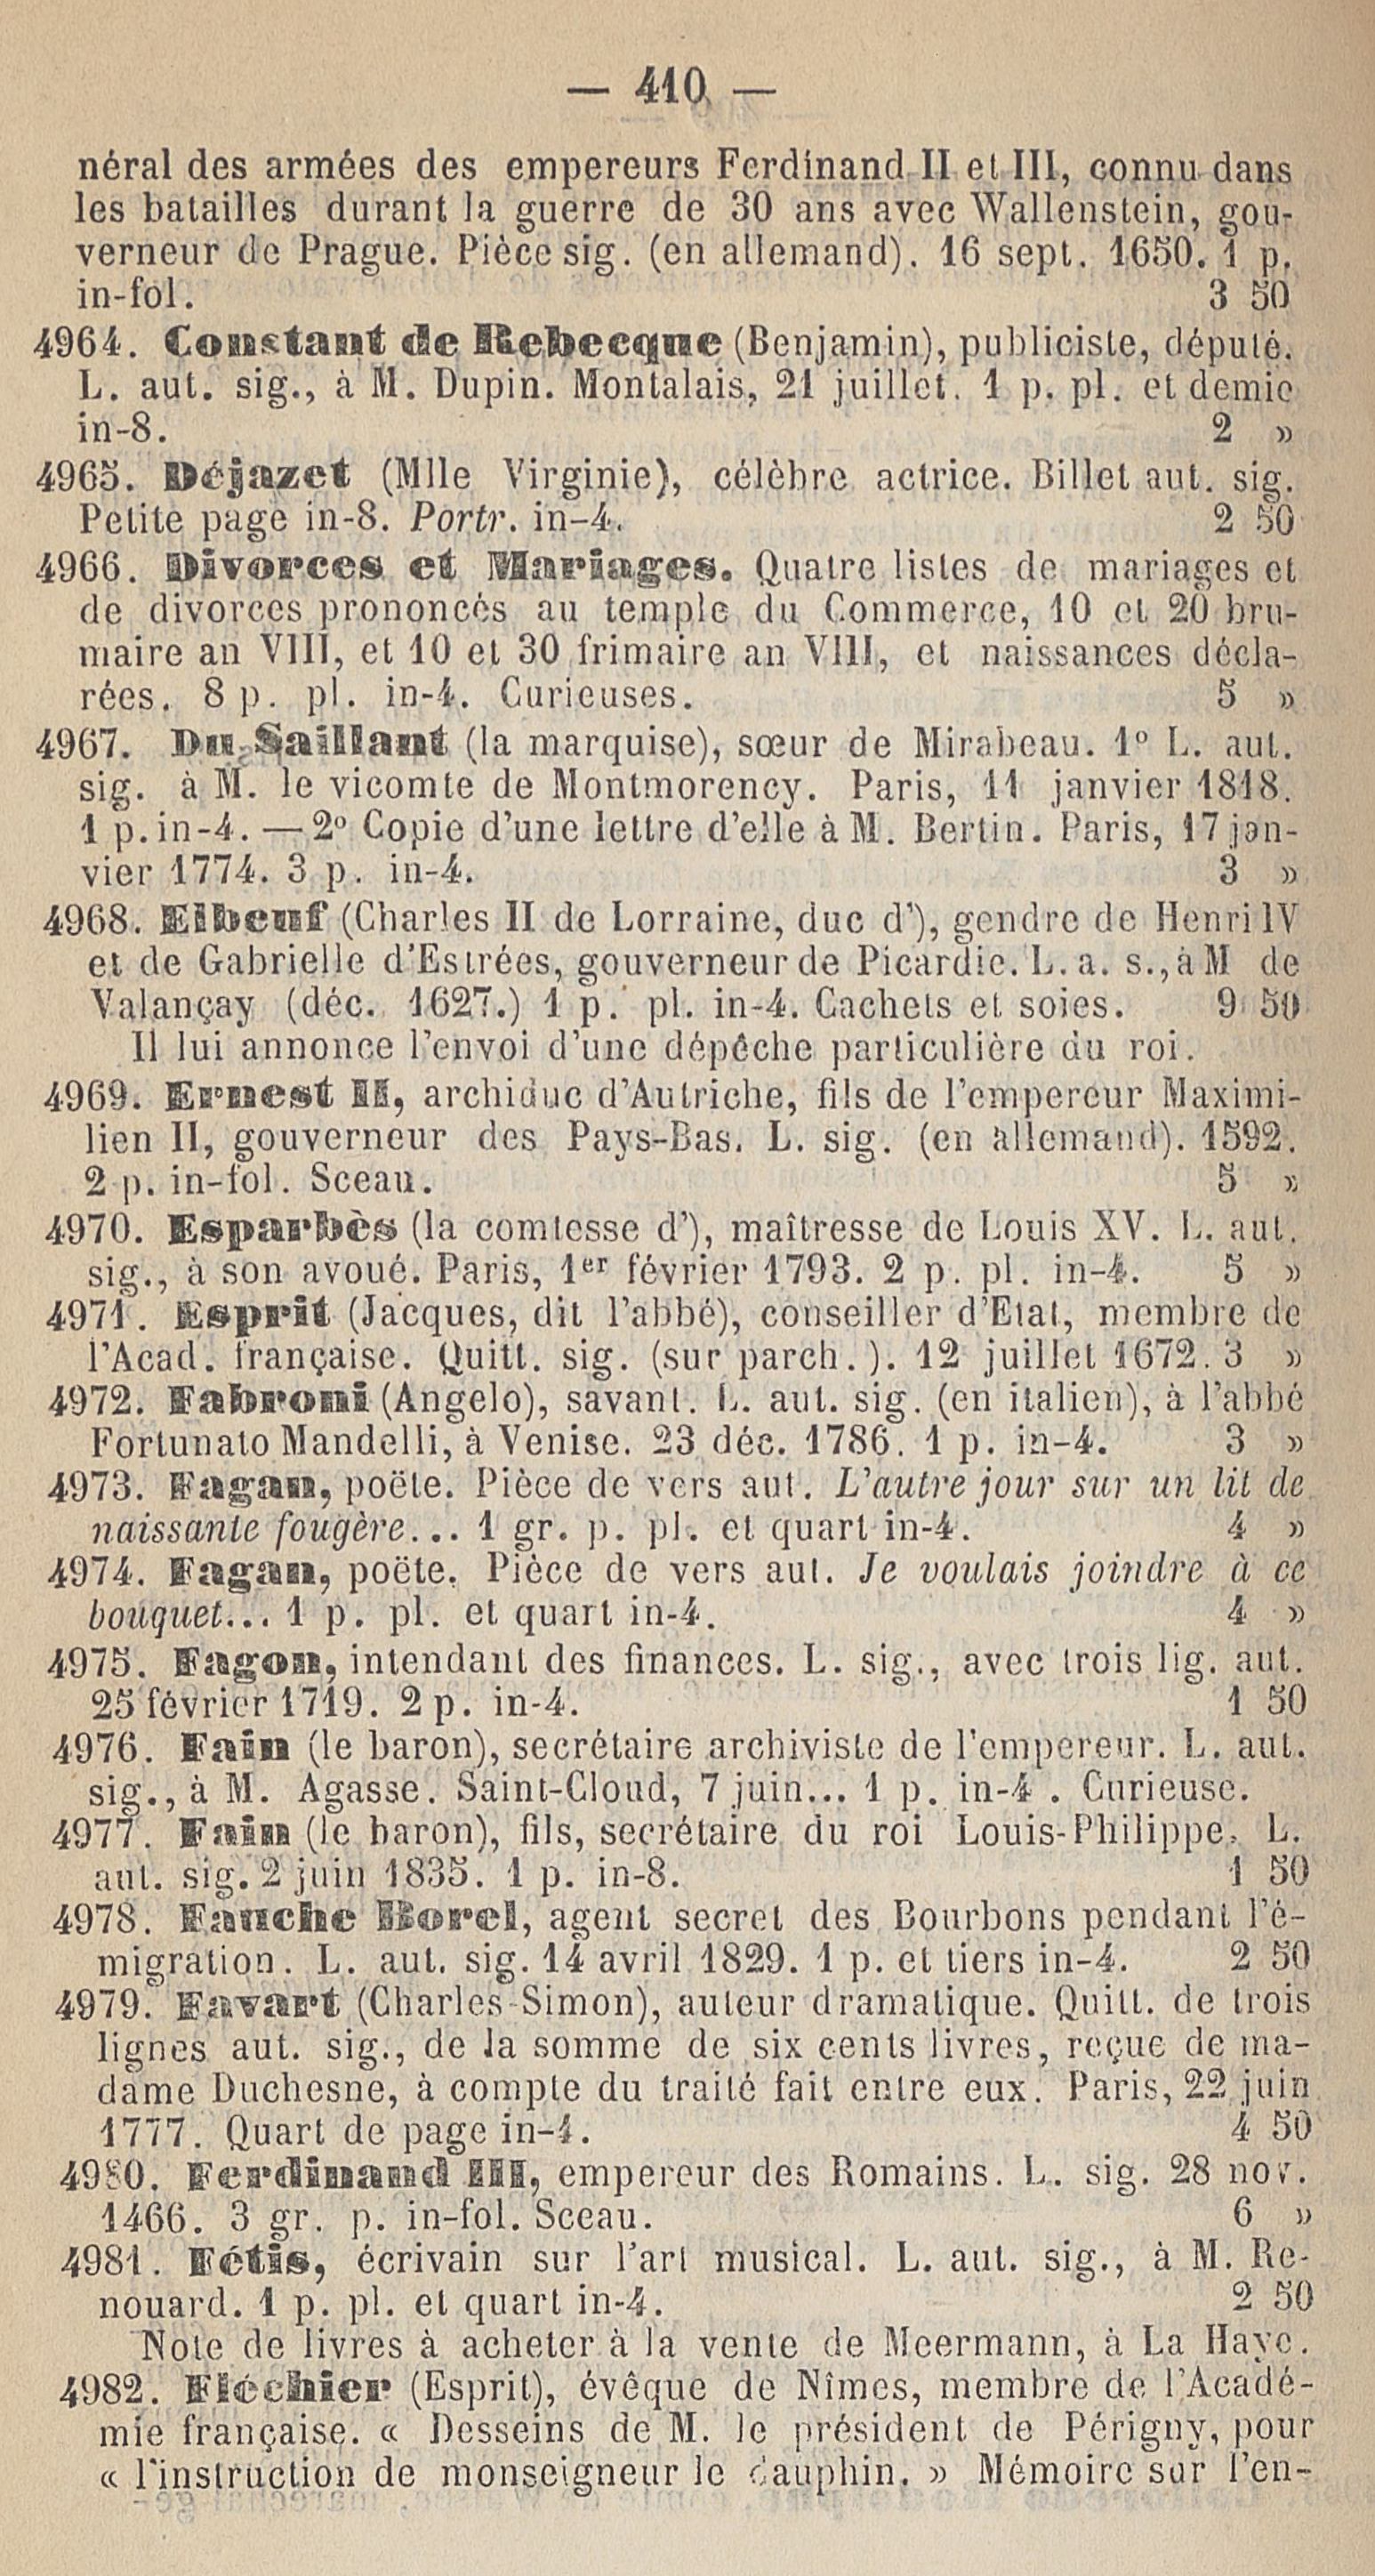 — 410 —
néral des armées des empereurs Ferdinand II et III, connu dans
les batailles durant la guerre de 30 ans avec Wallenstein, gou-
verneur de Prague. Pièce sig. (en allemand). 16 sept. 1650. 1 p.
in-fol. 3 50
4964. Constant de Rebecque (Benjamin), publiciste, député.
L. aut. sig., à M. Dupin. Montalais, 21 juillet. 1 p. pl. et demie
in-8. 2 »
4965. Déjazet (Mlle Virginie), célèbre actrice. Billet aut. sig.
Petite page in-8. Portr. in-4. 2 50
4966. Divorces et Mariages. Quatre listes de mariages et
de divorces prononcés au temple du Commerce, 10 et 20 bru-
maire an VIII, et 10 et 30 frimaire an VIII, et naissances décla-
rées. 8 p. pl. in-4. Curieuses. 5 »
4967. Du Saillant (la marquise), sœur de Mirabeau. 1º L. aut.
sig. à M. le vicomte de Montmorency. Paris, 11 janvier 1818.
1 p. in-4. — 2º Copie d'une lettre d'elle à M. Bertin. Paris, 17 jan-
vier 1774. 3 p. in-4. 3 »
4968. Elbeuf (Charles II de Lorraine, duc d'), gendre de Henri IV
et de Gabrielle d'Estrées, gouverneur de Picardie. L. a. s., à M de
Valançay (déc. 1627.) 1 p. pl. in-4. Cachets et soies. 9 50
Il lui annonce l'envoi d'une dépêche particulière du roi.
4969. Ernest II, archiduc d'Autriche, fils de l'empereur Maximi-
lien II, gouverneur des Pays-Bas. L. sig. (en allemand). 1592.
2 p. in-fol. Sceau. 5 »
4970. Esparbès (la comtesse d'), maîtresse de Louis XV. L. aut.
sig., à son avoué. Paris, 1er février 1793. 2 p. pl. in-4. 5 »
4971. Esprit (Jacques, dit l'abbé), conseiller d'Etat, membre de
l'Acad. française. Quitt. sig. (sur parch.). 12 juillet 1672. 3 »
4972. Fabroni (Angelo), savant. L. aut. sig. (en italien), à l'abbé
Fortunato Mandelli, à Venise. 23 déc. 1786. 1 p. in-4. 3 »
4973. Fagan, poëte. Pièce de vers aut. L'autre jour sur un lit de
naissante fougère... 1 gr. p. pl. et quart in-4. 4 »
4974. Fagan, poëte. Pièce de vers aut. Je voulais joindre à ce
bouquet... 1 p. pl. et quart in-4. 4 »
4975. Fagon, intendant des finances. L. sig., avec trois lig. aut.
25 février 1719. 2 p. in-4. 1 50
4976. Fain (le baron), secrétaire archiviste de l'empereur. L. aut.
sig., à M. Agasse. Saint-Cloud, 7 juin... 1 p. in-4 . Curieuse.
4977. Fain (le baron), fils, secrétaire du roi Louis-Philippe. L.
aut. sig. 2 juin 1835. 1 p. in-8. 1 50
4978. Fauche Borel, agent secret des Bourbons pendant l'é-
migration. L. aut. sig. 14 avril 1829. 1 p. et tiers in-4. 2 50
4979. Favart (Charles-Simon), auteur dramatique. Quitt. de trois
lignes aut. sig., de la somme de six cents livres, reçue de ma-
dame Duchesne, à compte du traité fait entre eux. Paris, 22 juin
1777. Quart de page in-4. 4 50
4980. Ferdinand III, empereur des Romains. L. sig. 28 nov.
1466. 3 gr. p. in-fol. Sceau. 6 »
4981. Fétis, écrivain sur l'art musical. L. aut. sig., à M. Re-
nouard. 1 p. pl. et quart in-4. 2 50
Note de livres à acheter à la vente de Meermann, à La Haye.
4982. Fléchier (Esprit), évêque de Nîmes, membre de l'Acadé-
mie française. « Desseins de M. le président de Périgny, pour
« l'instruction de monseigneur le dauphin. » Mémoire sur l'en-